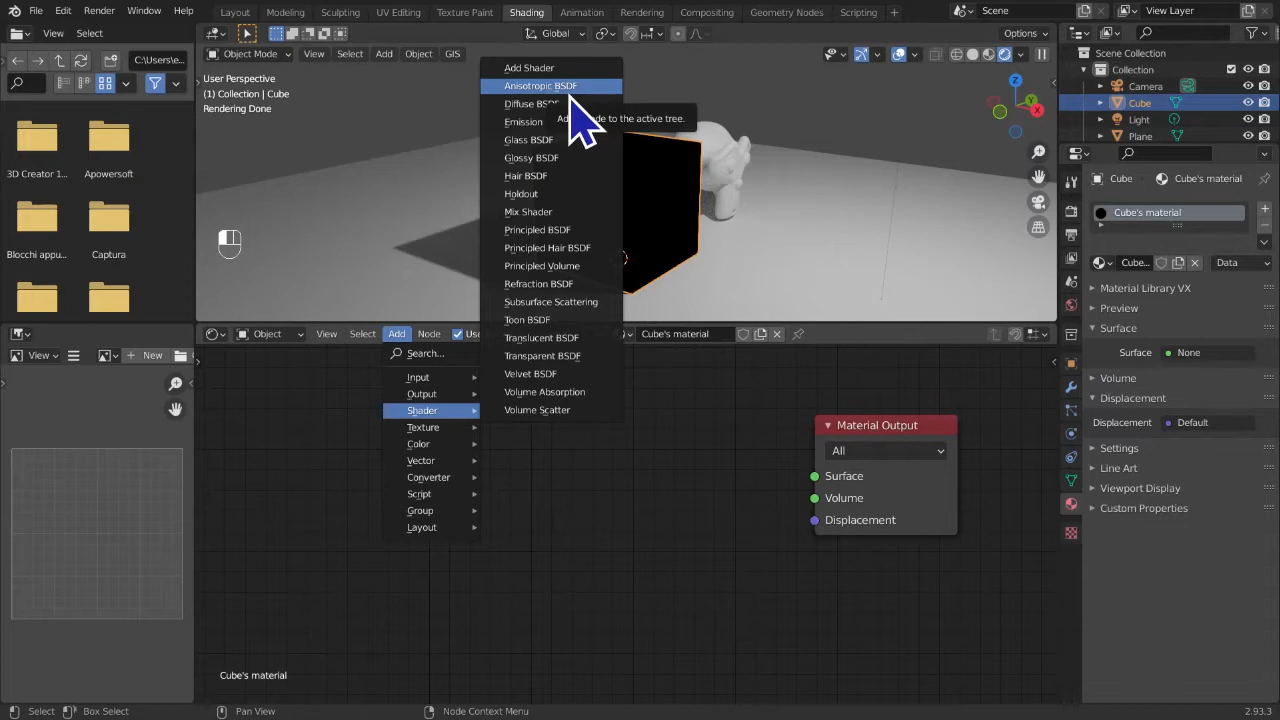 File Edit Render Window Help Layout Modeling Sculpting UV Editing Texture Paint Shading Animation Rendering Compositing Geometry Nodes Scripting Scene View Layer
View Select Global Options
C:\Users\e...
Object Mode View Select Add Object GIS
User Perspective
(1) Collection | Cube
Rendering Done
3D Creator 1...
Apowersoft
Blocchi appu...
Captura
Add Shader
Anisotropic BSDF
Diffuse BSDF
Emission
Glass BSDF
Glossy BSDF
Hair BSDF
Holdout
Mix Shader
Principled BSDF
Principled Hair BSDF
Principled Volume
Refraction BSDF
Subsurface Scattering
Toon BSDF
Translucent BSDF
Transparent BSDF
Velvet BSDF
Volume Absorption
Volume Scatter
to the active tree.
Scene Collection
Collection
Camera
Cube
Light
Plane
Cube Cube's material
Cube's material
Cube... Data
Material Library VX
Preview
Surface
Surface None
Volume
Displacement
Displacement Default
Settings
Line Art
Viewport Display
Custom Properties
View New
Object View Select Add Node Use Cube's material
Search...
Input
Output
Shader
Texture
Color
Vector
Converter
Script
Group
Layout
Material Output
All
Surface
Volume
Displacement
Cube's material
Select Box Select Pan View Node Context Menu 2.93.3